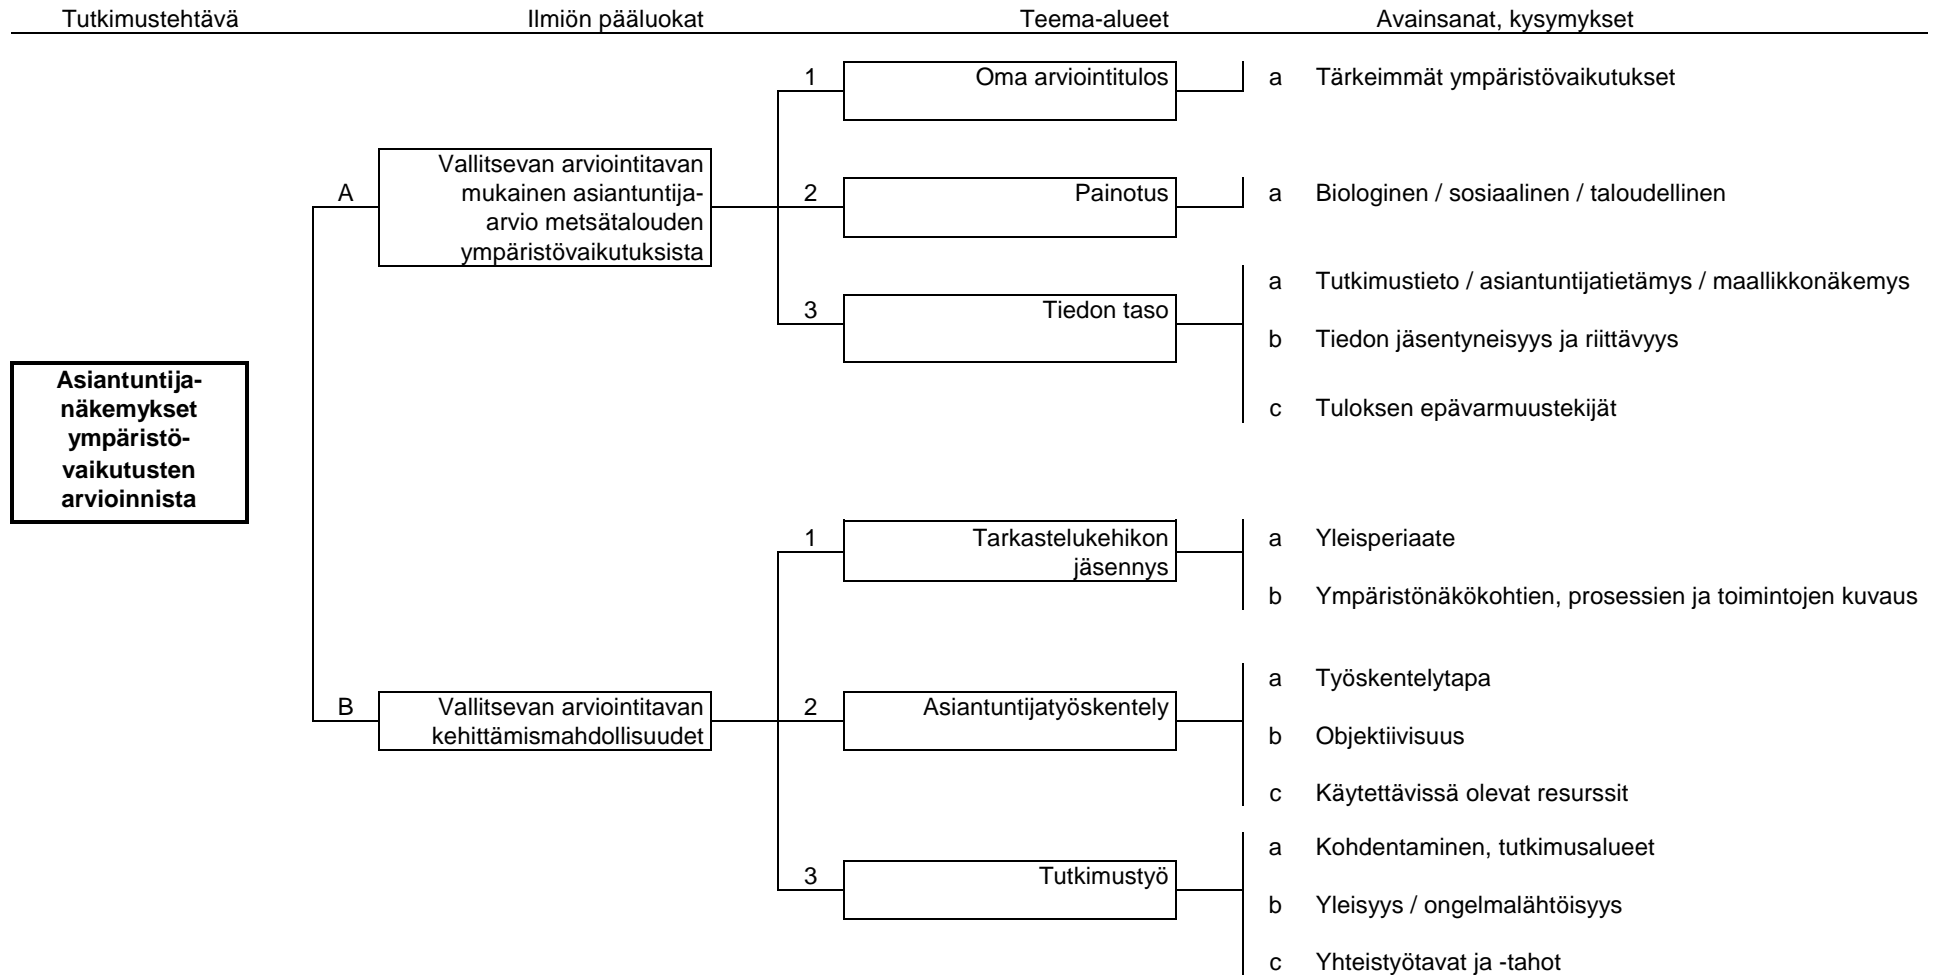 Tutkimustehtävä Ilmiön pääluokat Teema-alueet Avainsanat, kysymykset
1 Oma arviointitulos a Tärkeimmät ympäristövaikutukset
A Vallitsevan arviointitavan
mukainen asiantuntija-
arvio metsätalouden
ympäristövaikutuksista
2 Painotus a Biologinen / sosiaalinen / taloudellinen
3 Tiedon taso
a Tutkimustieto / asiantuntijatietämys / maallikkonäkemys
b Tiedon jäsentyneisyys ja riittävyys
c Tuloksen epävarmuustekijät
Asiantuntija-
näkemykset
ympäristö-
vaikutusten
arvioinnista
1 Tarkastelukehikon
jäsennys
a Yleisperiaate
b Ympäristönäkökohtien, prosessien ja toimintojen kuvaus
B Vallitsevan arviointitavan
kehittämismahdollisuudet
2 Asiantuntijatyöskentely
a Työskentelytapa
b Objektiivisuus
c Käytettävissä olevat resurssit
3 Tutkimustyö
a Kohdentaminen, tutkimusalueet
b Yleisyys / ongelmalähtöisyys
c Yhteistyötavat ja -tahot